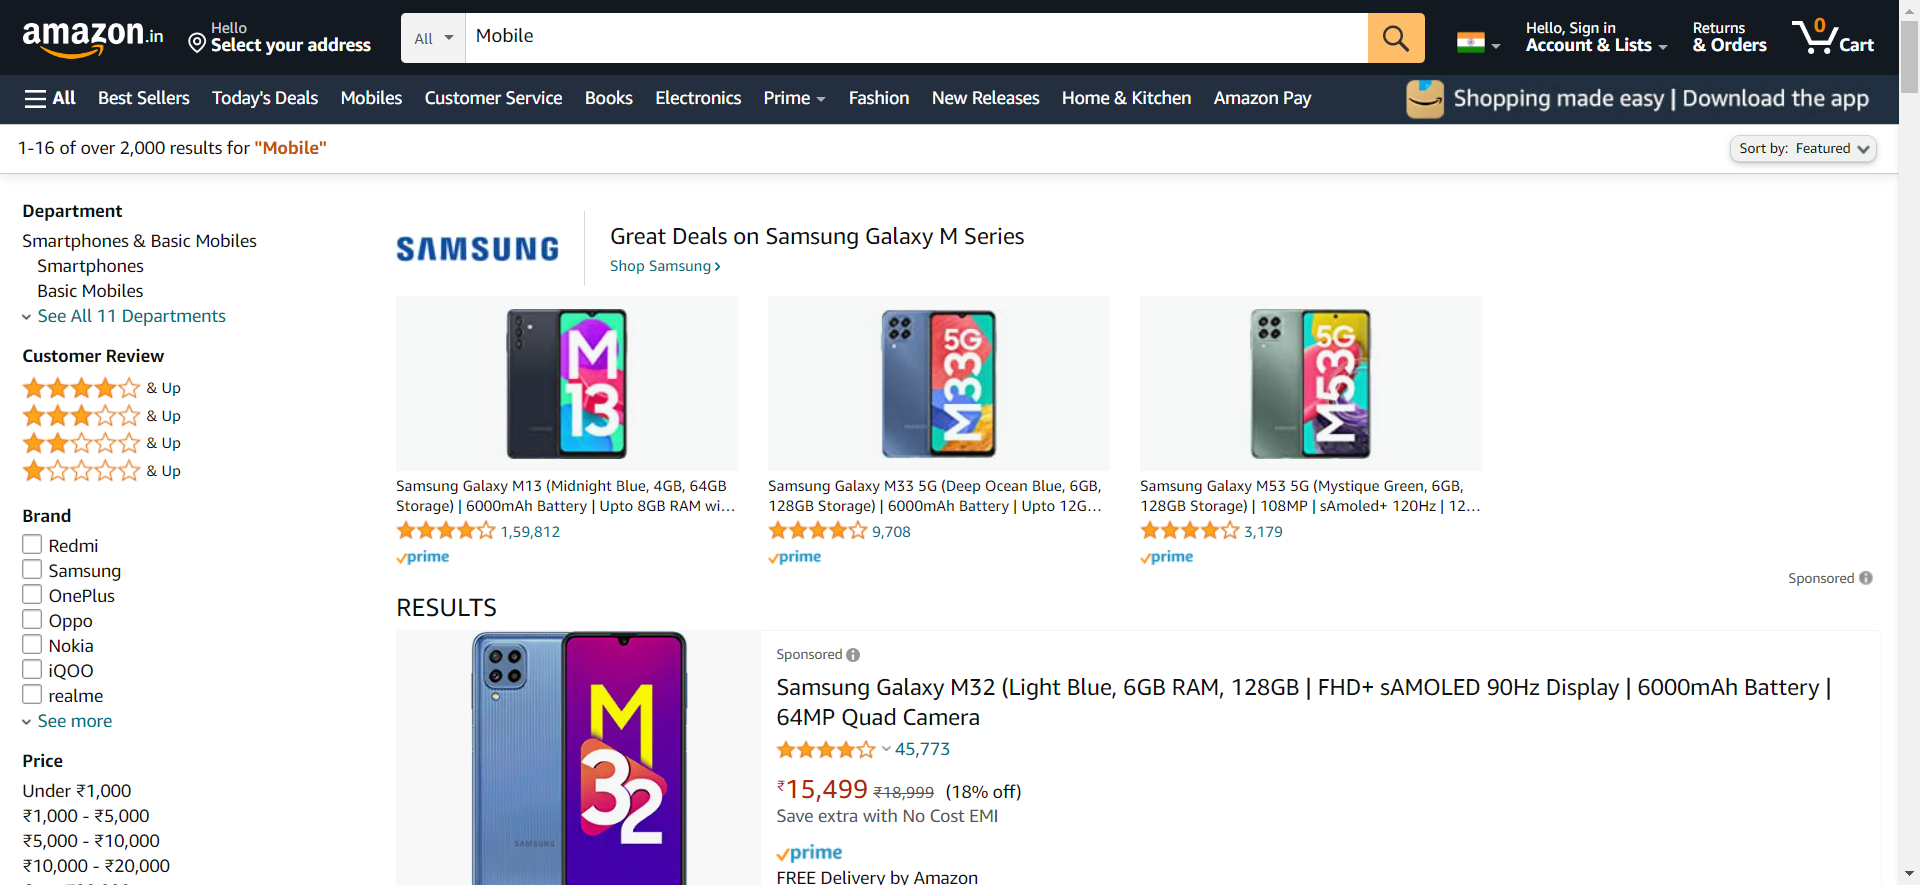 amazon.in
Hello
Select your address
All
Mobile
Hello, Sign in
Account & Lists
Returns
& Orders
0
Cart
All
Best Sellers
Today's Deals
Mobiles
Customer Service
Books
Electronics
Prime
Fashion
New Releases
Home & Kitchen
Amazon Pay
Shopping made easy | Download the app
1-16 of over 2,000 results for "Mobile"
Sort by: Featured
Department
Smartphones & Basic Mobiles
Smartphones
Basic Mobiles
See All 11 Departments
Customer Review
& Up
& Up
& Up
& Up
Brand
Redmi
Samsung
OnePlus
Oppo
Nokia
iQOO
realme
See more
Price
Under ₹1,000
₹1,000 - ₹5,000
₹5,000 - ₹10,000
₹10,000 - ₹20,000
SAMSUNG
Great Deals on Samsung Galaxy M Series
Shop Samsung ›
M
13
Samsung Galaxy M13 (Midnight Blue, 4GB, 64GB
Storage) | 6000mAh Battery | Upto 8GB RAM wi...
1,59,812
prime
5G
M33
Samsung Galaxy M33 5G (Deep Ocean Blue, 6GB,
128GB Storage) | 6000mAh Battery | Upto 12G...
9,708
prime
5G
M53
Samsung Galaxy M53 5G (Mystique Green, 6GB,
128GB Storage) | 108MP | sAmoled+ 120Hz | 12...
3,179
prime
Sponsored
RESULTS
M
32
SAMSUNG
Sponsored
Samsung Galaxy M32 (Light Blue, 6GB RAM, 128GB | FHD+ sAMOLED 90Hz Display | 6000mAh Battery |
64MP Quad Camera
45,773
₹15,499 ₹18,999 (18% off)
Save extra with No Cost EMI
prime
FREE Delivery by Amazon